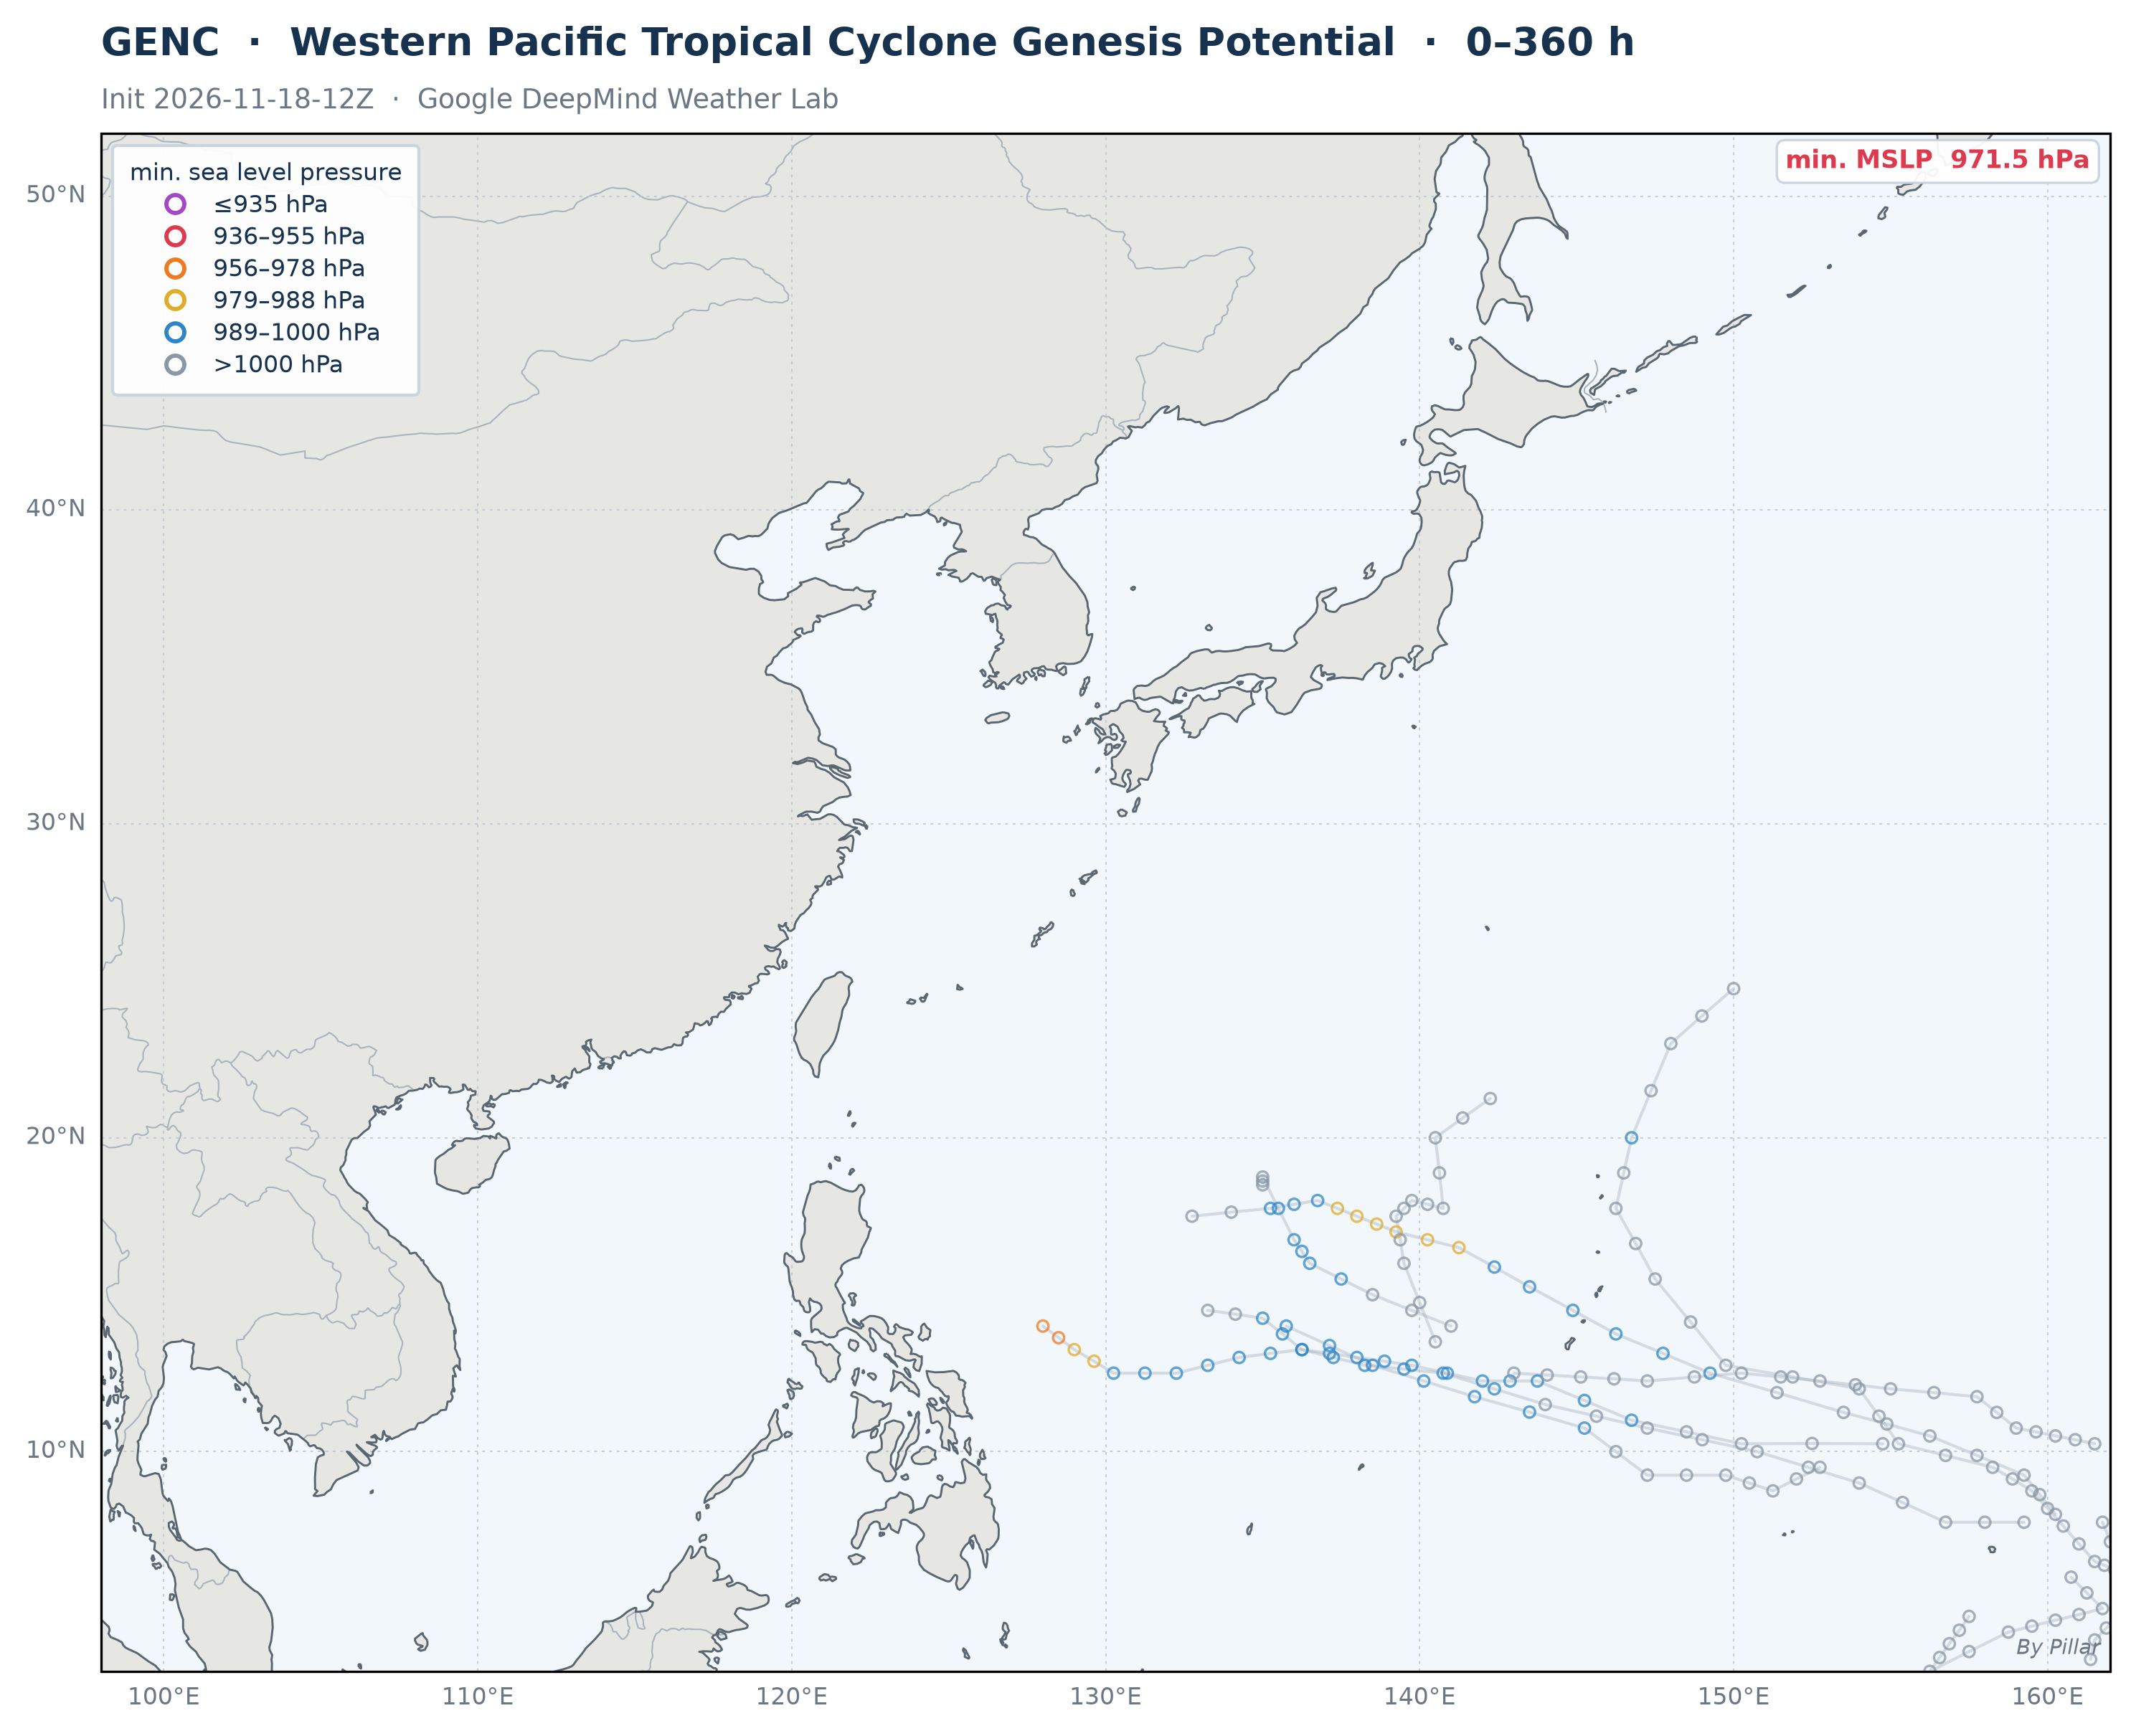 GENC · Western Pacific Tropical Cyclone Genesis Potential · 0–360 h
Init 2026-11-18-12Z · Google DeepMind Weather Lab
min. sea level pressure
≤935 hPa
936–955 hPa
956–978 hPa
979–988 hPa
989–1000 hPa
>1000 hPa
min. MSLP 971.5 hPa
50°N
40°N
30°N
20°N
10°N
By Pillar
100°E 110°E 120°E 130°E 140°E 150°E 160°E